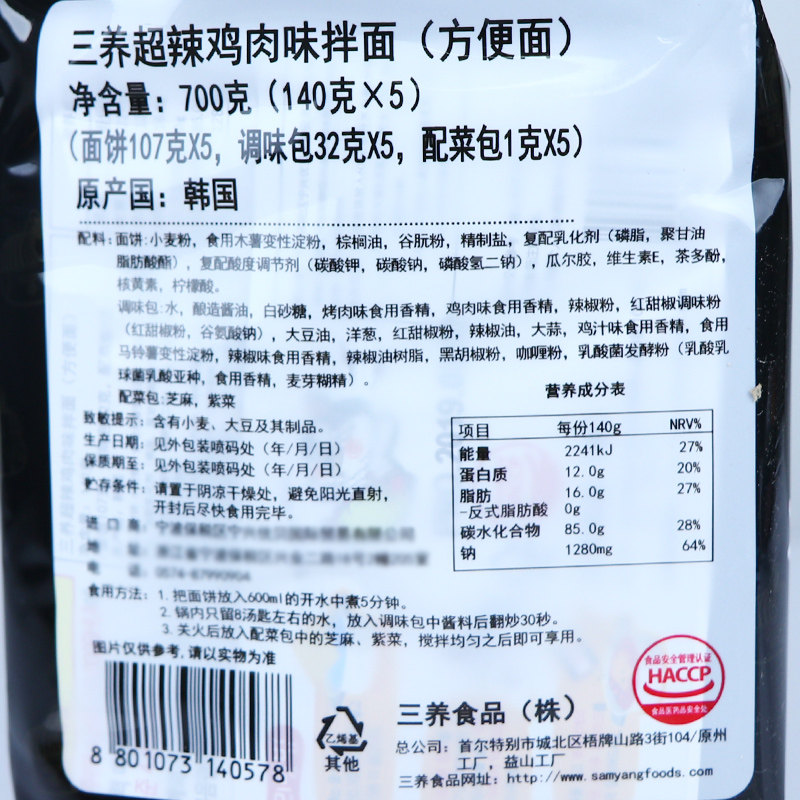 三养超辣鸡肉味拌面（方便面）
净含量：700克（140克×5）
（面饼107克X5，调味包32克X5，配菜包1克X5）
原产国：韩国
配料：面饼：小麦粉，食用木薯变性淀粉，棕榈油，谷朊粉，精制盐，复配乳化剂（磷脂，聚甘油
脂肪酸酯），复配酸度调节剂（碳酸钾，碳酸钠，磷酸氢二钠），瓜尔胶，维生素E，茶多酚，
核黄素，柠檬酸。
调味包：水，酿造酱油，白砂糖，烤肉味食用香精，鸡肉味食用香精，辣椒粉，红甜椒调味粉
（红甜椒粉，谷氨酸钠），大豆油，洋葱，红甜椒粉，辣椒油，大蒜，鸡汁味食用香精，食用
马铃薯变性淀粉，辣椒味食用香精，辣椒油树脂，黑胡椒粉，咖喱粉，乳酸菌发酵粉（乳酸乳
球菌乳酸亚种，食用香精，麦芽糊精）。
配菜包：芝麻，紫菜
致敏提示：含有小麦、大豆及其制品。
生产日期：见外包装喷码处（年/月/日）
保质期至：见外包装喷码处（年/月/日）
贮存条件：请置于阴凉干燥处，避免阳光直射，
开封后尽快食用完毕。
进口商：
地址：
电话：
营养成分表
项目 每份140g NRV%
能量 2241kJ 27%
蛋白质 12.0g 20%
脂肪 16.0g 27%
-反式脂肪酸 0g
碳水化合物 85.0g 28%
钠 1280mg 64%
食用方法：1.把面饼放入600ml的开水中煮5分钟。
2.锅内只留8汤匙左右的水，放入调味包中酱料后翻炒30秒。
3.关火后放入配菜包中的芝麻、紫菜，搅拌均匀之后即可享用。
图片仅供参考，请以实物为准
8 801073 140578
乙烯基
其他
食品安全管理认证
HACCP
食品医药品安全处
三养食品（株）
总公司：首尔特别市城北区梧牌山路3街104/原州
工厂，益山工厂
三养食品网址：http://www.samyangfoods.com